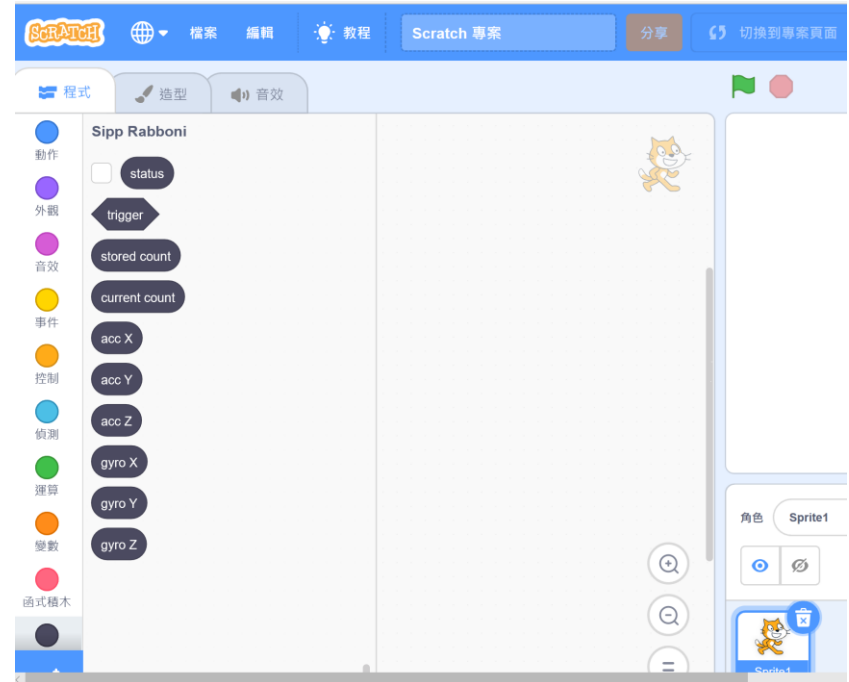 SCRATCH 檔案 編輯 教程 Scratch 專案 分享 切換到專案頁面
程式 造型 音效
動作
外觀
音效
事件
控制
偵測
運算
變數
函式積木
Sipp Rabboni
status
trigger
stored count
current count
acc X
acc Y
acc Z
gyro X
gyro Y
gyro Z
角色 Sprite1
Sprite1